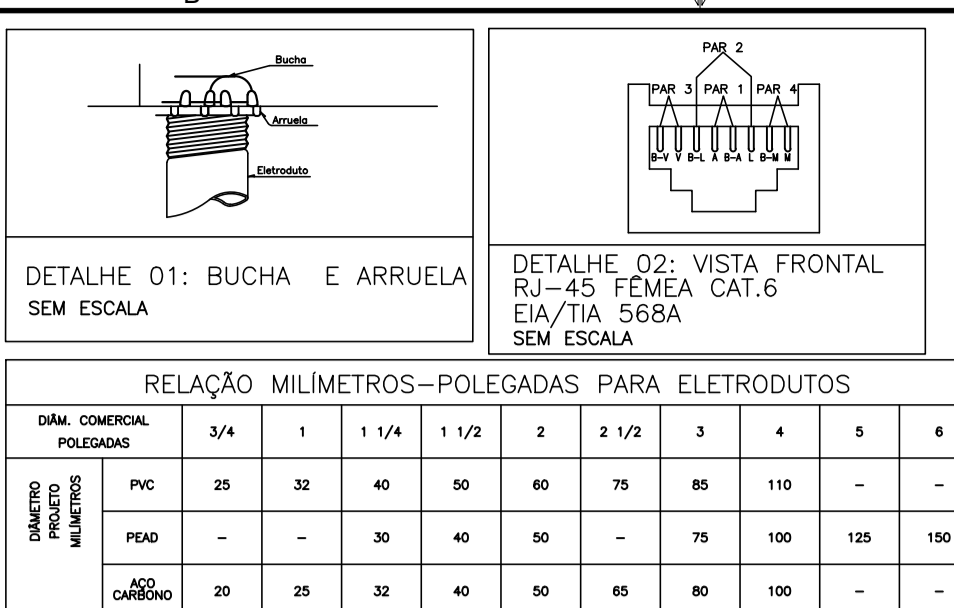 Bucha
Arruela
Eletroduto
DETALHE 01: BUCHA E ARRUELA
SEM ESCALA
PAR 2
PAR 3 PAR 1 PAR 4
B-V V B-L A B-A L B-M M
DETALHE 02: VISTA FRONTAL
RJ-45 FÊMEA CAT.6
EIA/TIA 568A
SEM ESCALA
RELAÇÃO MILÍMETROS-POLEGADAS PARA ELETRODUTOS
DIÂM. COMERCIAL
POLEGADAS
3/4 1 1 1/4 1 1/2 2 2 1/2 3 4 5 6
DIÂMETRO
PROJETO
MILÍMETROS
PVC 25 32 40 50 60 75 85 110 - -
PEAD - - 30 40 50 - 75 100 125 150
AÇO
CARBONO
20 25 32 40 50 65 80 100 - -